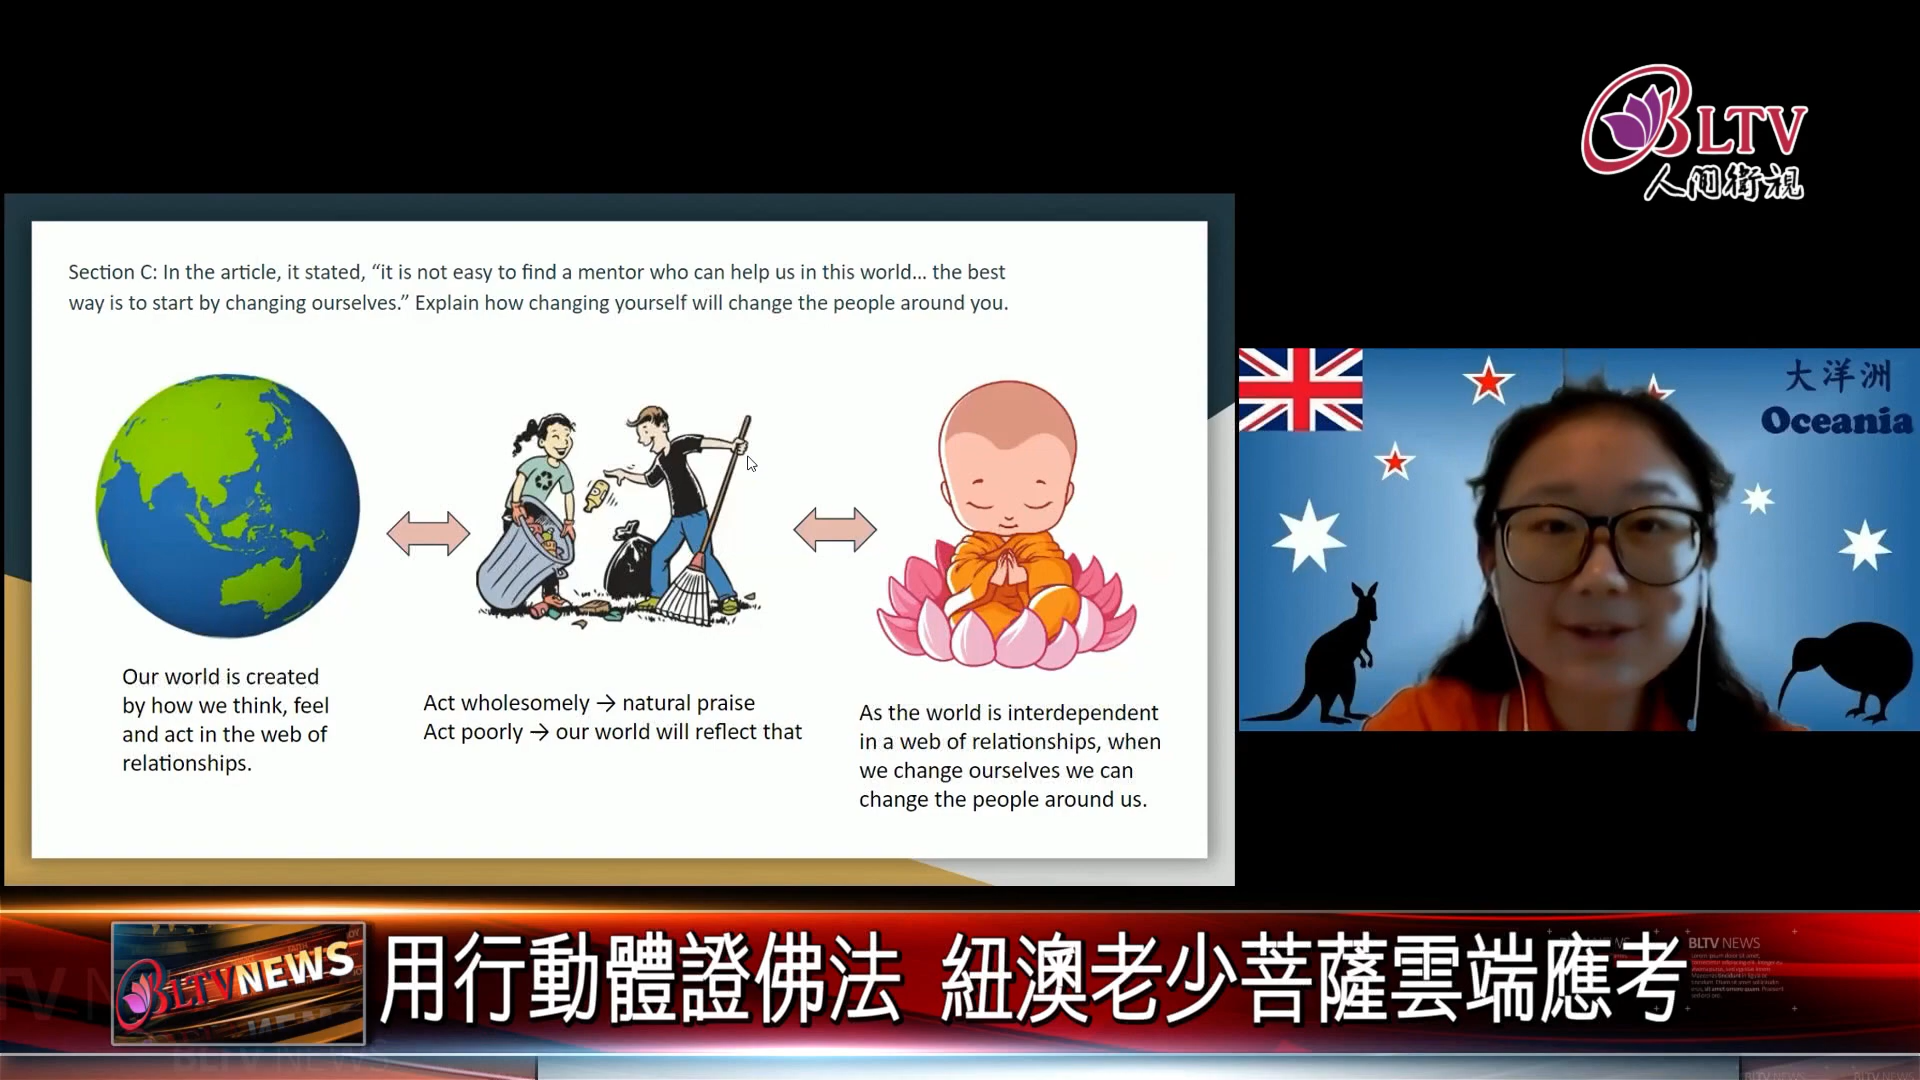 BLTV
人間衛視
Section C: In the article, it stated, “it is not easy to find a mentor who can help us in this world... the best
way is to start by changing ourselves.” Explain how changing yourself will change the people around you.
大洋洲
Oceania
Our world is created
by how we think, feel
and act in the web of
relationships.
Act wholesomely → natural praise
Act poorly → our world will reflect that
As the world is interdependent
in a web of relationships, when
we change ourselves we can
change the people around us.
BLTV NEWS
用行動體證佛法 紐澳老少菩薩雲端應考
BLTV NEWS